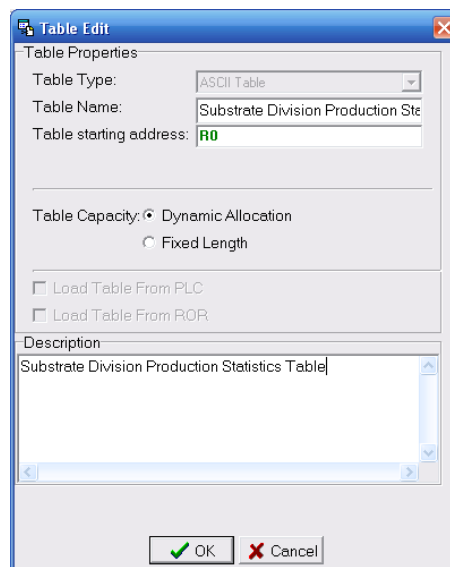 Table Edit
Table Properties
Table Type: ASCII Table
Table Name: Substrate Division Production Sta
Table starting address: R0
Table Capacity: Dynamic Allocation
Fixed Length
Load Table From PLC
Load Table From ROR
Description
Substrate Division Production Statistics Table
OK Cancel